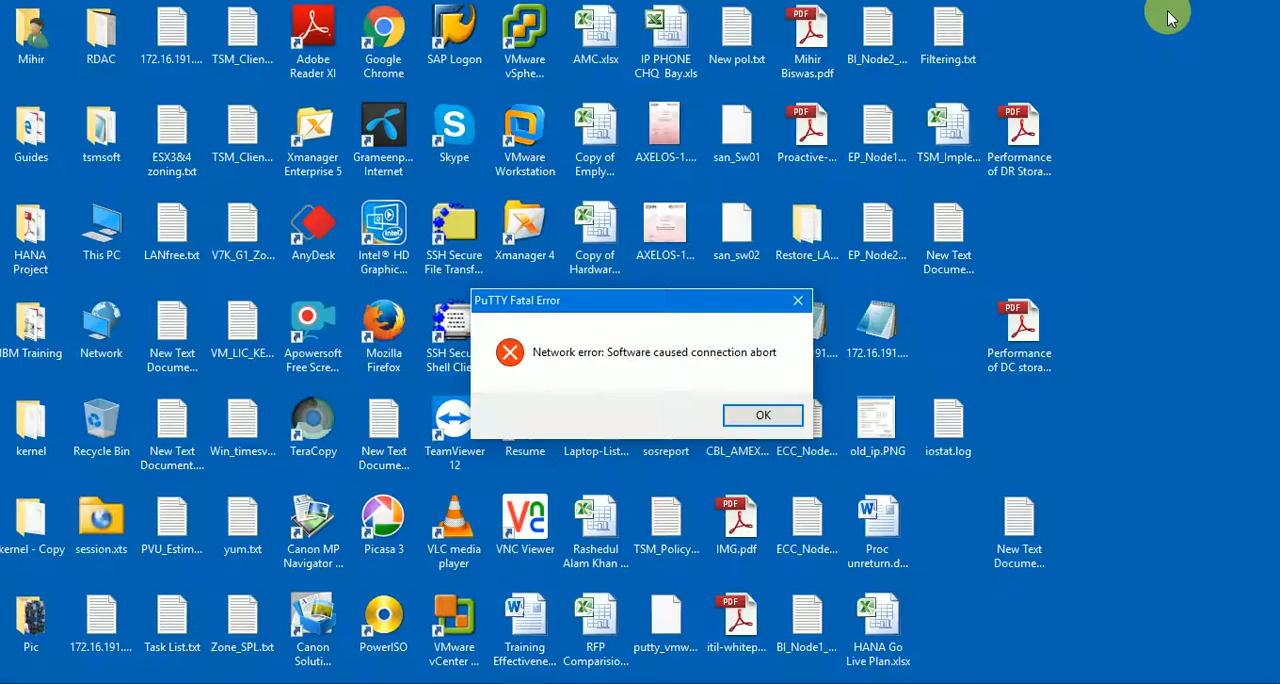 Mihir
RDAC
172.16.191....
TSM_Clien...
Adobe
Reader XI
Google
Chrome
SAP Logon
VMware
vSphe...
AMC.xlsx
IP PHONE
CHQ Bay.xls
New pol.txt
Mihir
Biswas.pdf
BI_Node2_...
Filtering.txt
Guides
tsmsoft
ESX3&4
zoning.txt
TSM_Clien...
Xmanager
Enterprise 5
Grameenp...
Internet
Skype
VMware
Workstation
Copy of
Emply...
AXELOS-1....
san_Sw01
Proactive-...
EP_Node1...
TSM_Imple...
Performance
of DR Stora...
HANA
Project
This PC
LANfree.txt
V7K_G1_Zo...
AnyDesk
Intel® HD
Graphic...
SSH Secure
File Transf...
Xmanager 4
Copy of
Hardwar...
AXELOS-1....
san_sw02
Restore_LA...
EP_Node2...
New Text
Docume...
PuTTY Fatal Error
Network error: Software caused connection abort
OK
IBM Training
Network
New Text
Docume...
VM_LIC_KE...
Apowersoft
Free Scre...
Mozilla
Firefox
SSH Secu
Shell Clie
91....
172.16.191....
Performance
of DC stora...
kernel
Recycle Bin
New Text
Document....
Win_timesv...
TeraCopy
New Text
Docume...
TeamViewer
12
Resume
Laptop-List...
sosreport
CBL_AMEX...
ECC_Node...
old_ip.PNG
iostat.log
kernel - Copy
session.xts
PVU_Estim...
yum.txt
Canon MP
Navigator ...
Picasa 3
VLC media
player
VNC Viewer
Rashedul
Alam Khan ...
TSM_Policy...
IMG.pdf
ECC_Node...
Proc
unreturn.d...
New Text
Docume...
Pic
172.16.191....
Task List.txt
Zone_SPL.txt
Canon
Soluti...
PowerISO
VMware
vCenter ...
Training
Effectivene...
RFP
Comparisio...
putty_vmw...
itil-whitep...
BI_Node1_...
HANA Go
Live Plan.xlsx